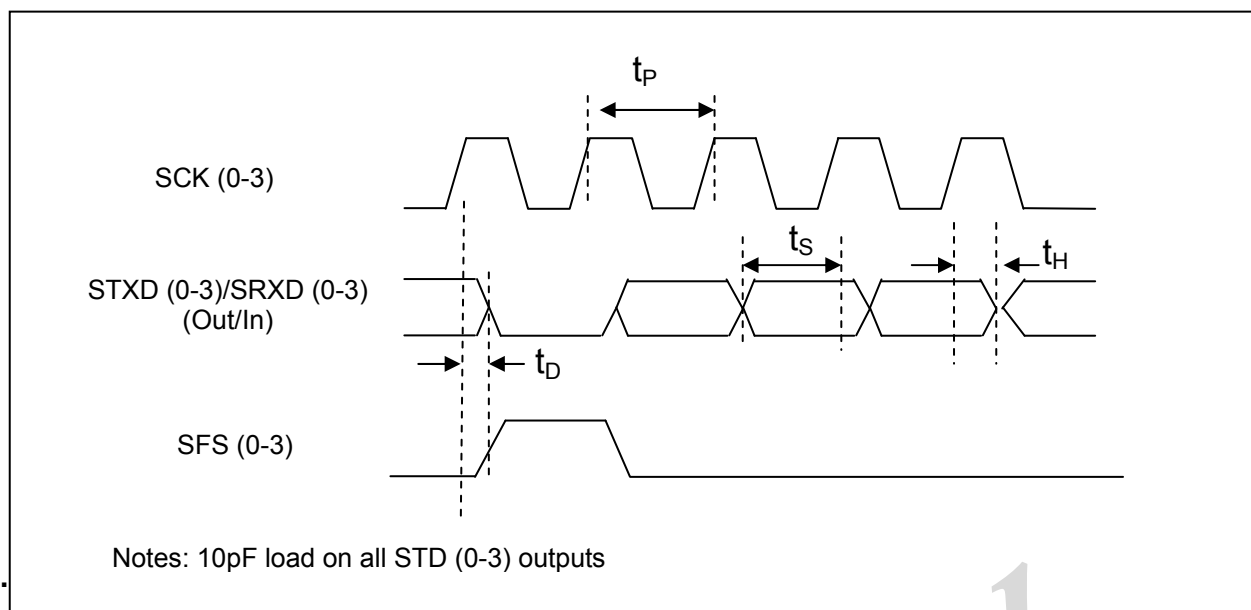 tP
SCK (0-3)
tS
tH
STXD (0-3)/SRXD (0-3)
(Out/In)
tD
SFS (0-3)
Notes: 10pF load on all STD (0-3) outputs
.
1